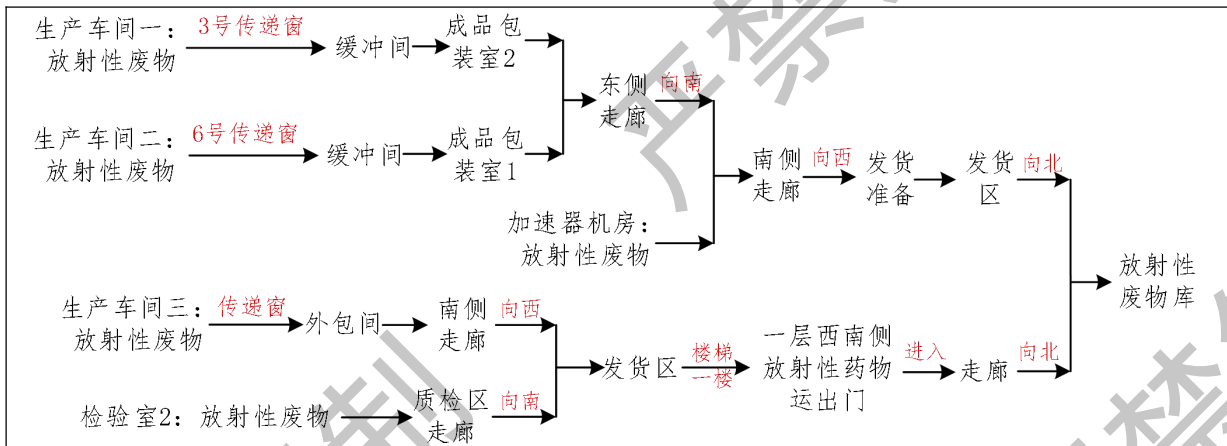 生产车间一：
放射性废物
3号传递窗
缓冲间
成品包
装室2
生产车间二：
放射性废物
6号传递窗
缓冲间
成品包
装室1
东侧
走廊
向南
加速器机房：
放射性废物
南侧
走廊
向西
发货
准备
发货
区
向北
生产车间三：
放射性废物
传递窗
外包间
南侧
走廊
向西
检验室2：放射性废物
质检区
走廊
向南
发货区
楼梯
一楼
一层西南侧
放射性药物
运出门
进入
走廊
向北
放射性
废物库
严禁
制
禁